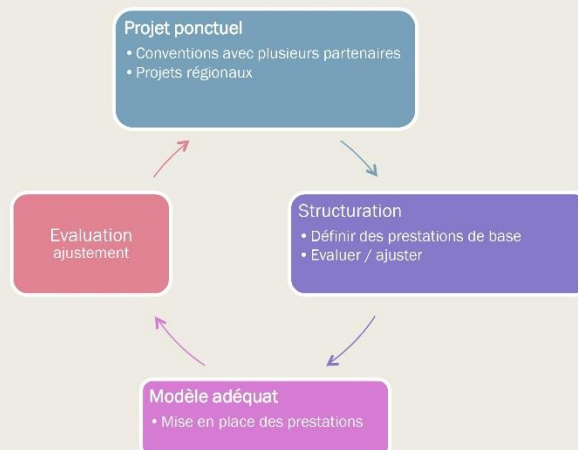 Projet ponctuel
• Conventions avec plusieurs partenaires
• Projets régionaux
Structuration
• Définir des prestations de base
• Evaluer / ajuster
Modèle adéquat
• Mise en place des prestations
Evaluation
ajustement